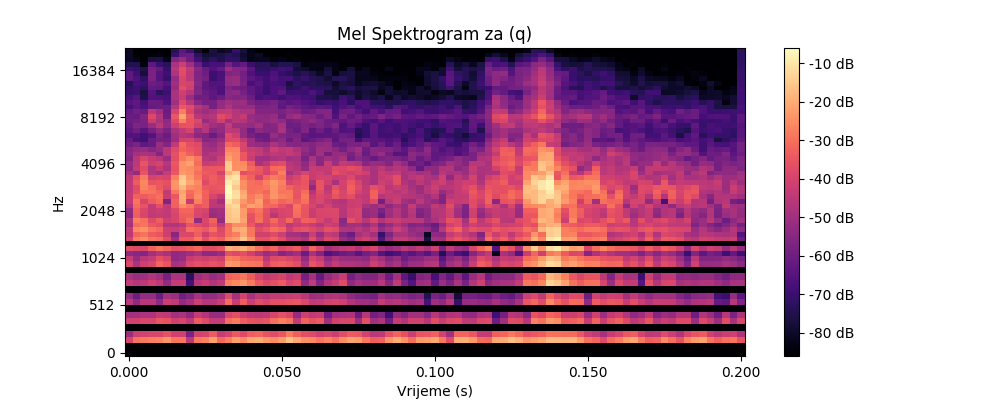 Mel Spektrogram za (q)
16384
8192
4096
2048
1024
512
0
Hz
0.000 0.050 0.100 0.150 0.200
Vrijeme (s)
-10 dB
-20 dB
-30 dB
-40 dB
-50 dB
-60 dB
-70 dB
-80 dB